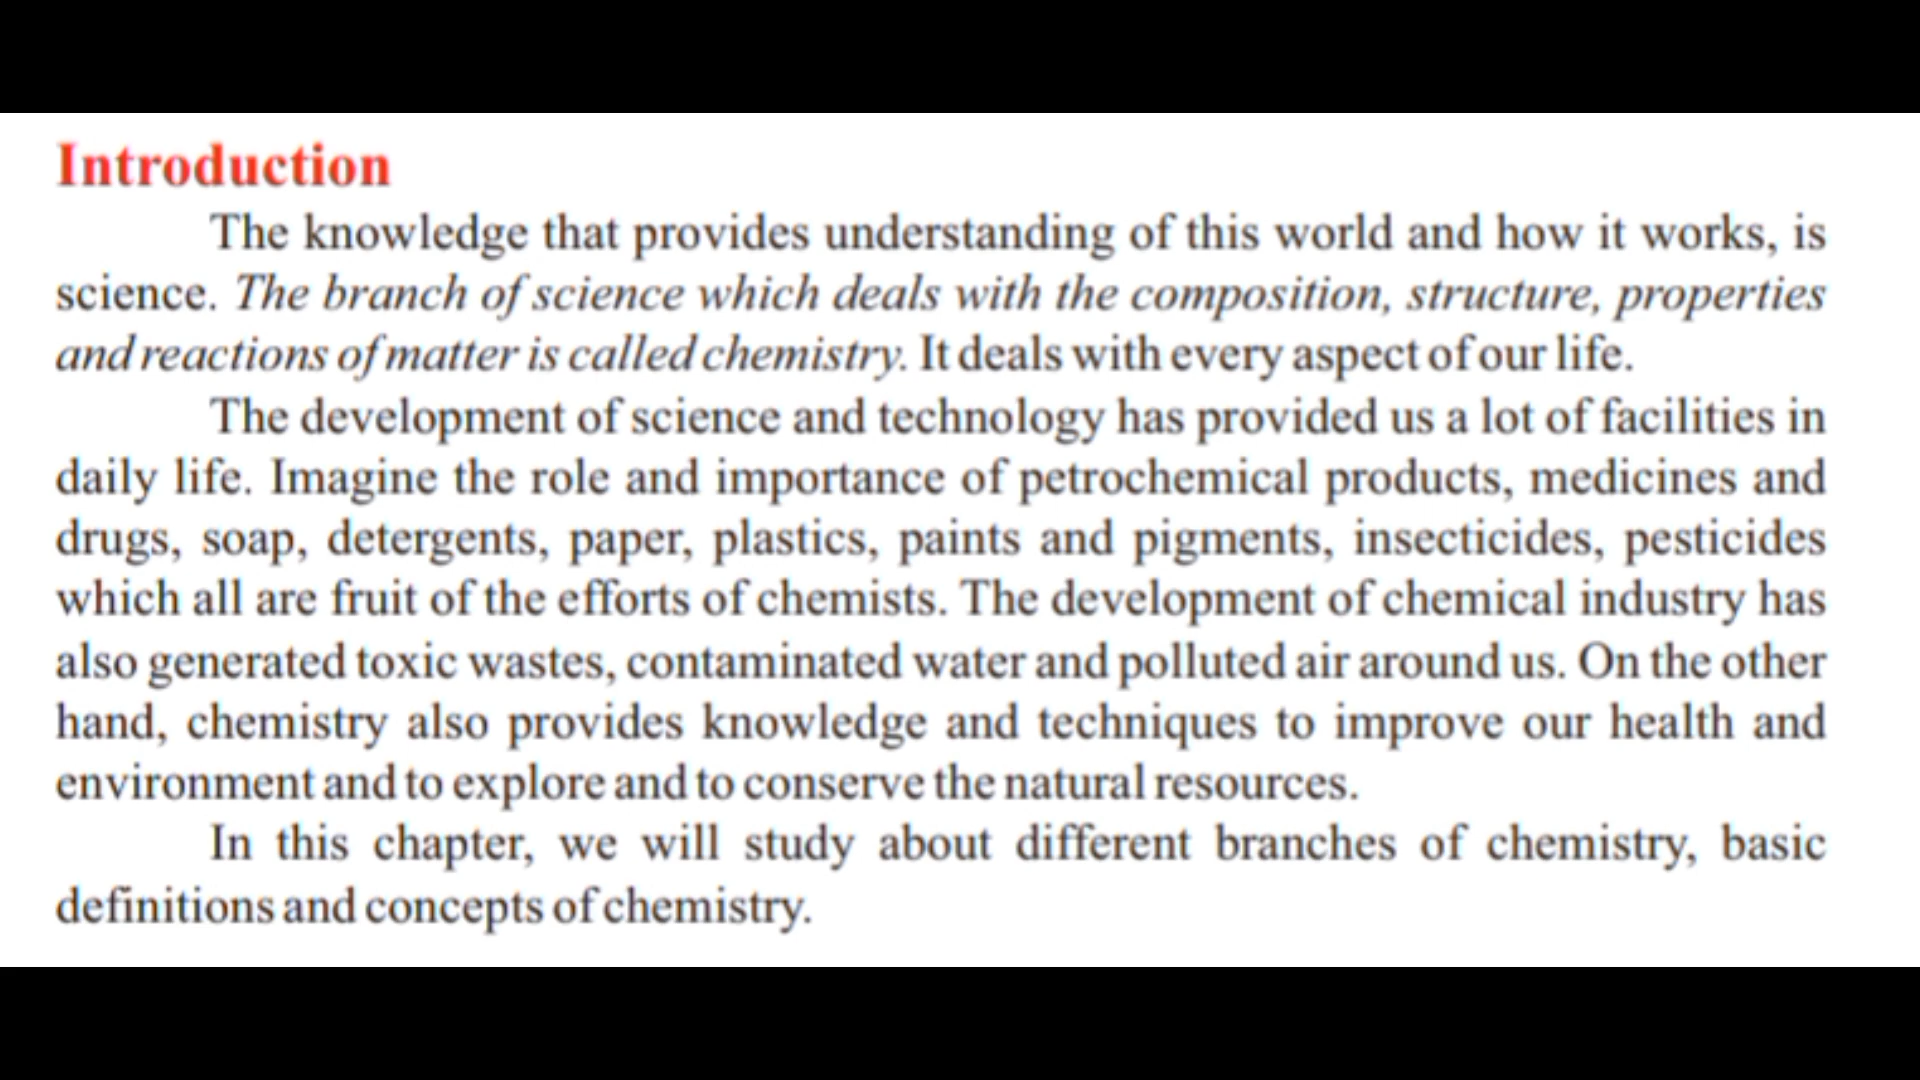 Introduction
The knowledge that provides understanding of this world and how it works, is
science. The branch of science which deals with the composition, structure, properties
and reactions of matter is called chemistry. It deals with every aspect of our life.
The development of science and technology has provided us a lot of facilities in
daily life. Imagine the role and importance of petrochemical products, medicines and
drugs, soap, detergents, paper, plastics, paints and pigments, insecticides, pesticides
which all are fruit of the efforts of chemists. The development of chemical industry has
also generated toxic wastes, contaminated water and polluted air around us. On the other
hand, chemistry also provides knowledge and techniques to improve our health and
environment and to explore and to conserve the natural resources.
In this chapter, we will study about different branches of chemistry, basic
definitions and concepts of chemistry.